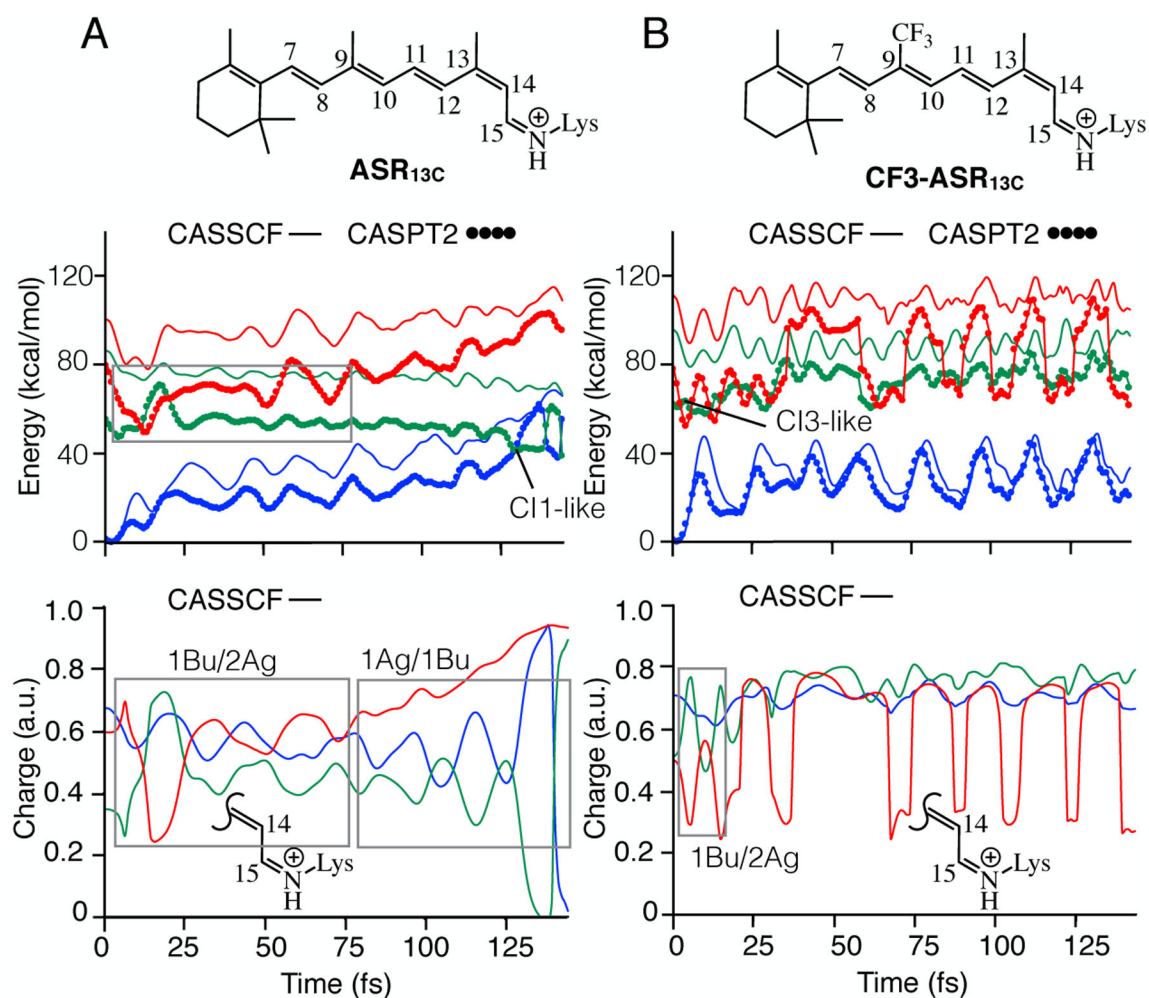 A
7
8
9
10
11
12
13
14
15
N
H
⊕
Lys
ASR13C
B
CF3
7
8
9
10
11
12
13
14
15
N
H
⊕
Lys
CF3-ASR13C
CASSCF — CASPT2 ●●●●
Energy (kcal/mol)
120
80
40
0
CI1-like
CASSCF — CASPT2 ●●●●
Energy (kcal/mol)
120
80
40
0
CI3-like
CASSCF —
Charge (a.u.)
1.0
0.8
0.6
0.4
0.2
0
1Bu/2Ag
1Ag/1Bu
14
15
N
H
⊕
Lys
0 25 50 75 100 125
Time (fs)
CASSCF —
Charge (a.u.)
1.0
0.8
0.6
0.4
0.2
0
1Bu/2Ag
14
15
N
H
⊕
Lys
0 25 50 75 100 125
Time (fs)